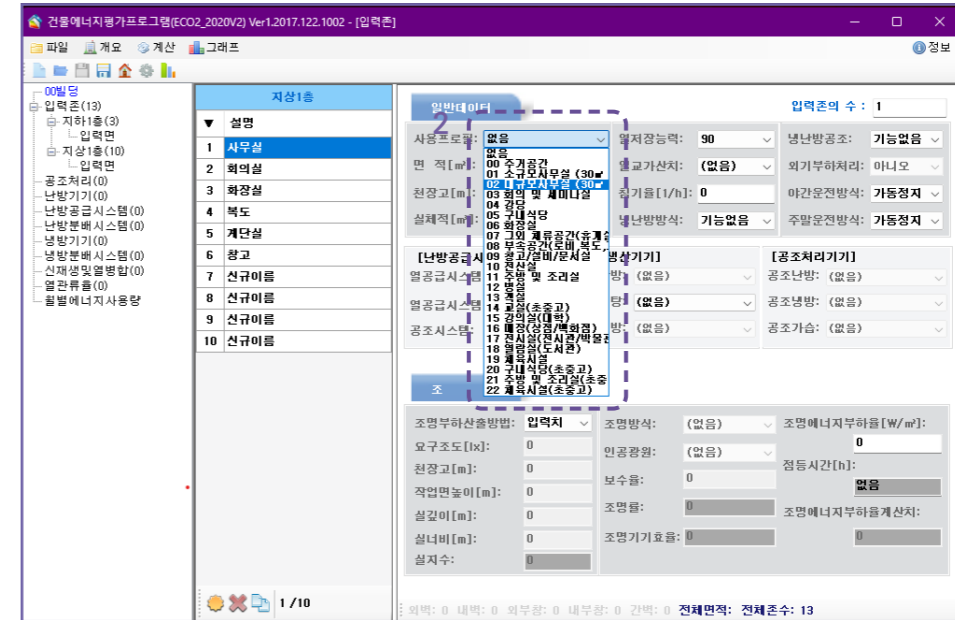 건물에너지평가프로그램(ECO2_2020V2) Ver1.2017.122.1002 - [입력존]
파일 개요 계산 그래프 정보
00빌딩
입력존(13)
지하1층(3)
입력면
지상1층(10)
입력면
공조처리(0)
난방기기(0)
난방공급시스템(0)
난방분배시스템(0)
냉방기기(0)
냉방분배시스템(0)
신재생및열병합(0)
열관류율(0)
월별에너지사용량
지상1층
▼ 설명
1 사무실
2 회의실
3 화장실
4 복도
5 계단실
6 창고
7 신규이름
8 신규이름
9 신규이름
10 신규이름
1 /10
일반데이터
입력존의 수 : 1
2
사용프로필: 없음
열저장능력: 90
냉난방공조: 기능없음
면 적[㎡]:
열교가산치: (없음)
외기부하처리: 아니오
천장고[m]:
침기율[1/h]: 0
야간운전방식: 가동정지
실체적[㎥]:
냉난방방식: 기능없음
주말운전방식: 가동정지
없음
00 주거공간
01 소규모사무실 (30㎡
02 대규모사무실 (30㎡
03 회의 및 세미나실
04 강당
05 구내식당
06 화장실
07 그외 체류공간(휴게실
08 부속공간(로비,복도,
09 창고/설비/문서실
10 전산실
11 주방 및 조리실
12 병실
13 객실
14 교실(초중고)
15 강의실(대학)
16 매장(상점/백화점)
17 전시실(전시관/박물관
18 열람실(도서관)
19 체육시설
20 구내식당(초중고)
21 주방 및 조리실(초중
22 체육시설(초중고)
[난방공급시
생산기기]
[공조처리기기]
열공급시스템
방: (없음)
공조난방: (없음)
열공급시스템
탕: (없음)
공조냉방: (없음)
공조시스템:
방: (없음)
공조가습: (없음)
조
조명부하산출방법: 입력치
조명방식: (없음)
조명에너지부하율[W/㎡]:
0
요구조도[lx]: 0
인공광원: (없음)
점등시간[h]:
없음
천장고[m]: 0
보수율: 0
작업면높이[m]: 0
조명률: 0
조명에너지부하율계산치:
0
실깊이[m]: 0
실너비[m]: 0
조명기기효율: 0
실지수: 0
외벽: 0 내벽: 0 외부창: 0 내부창: 0 간벽: 0 전체면적: 전체존수: 13